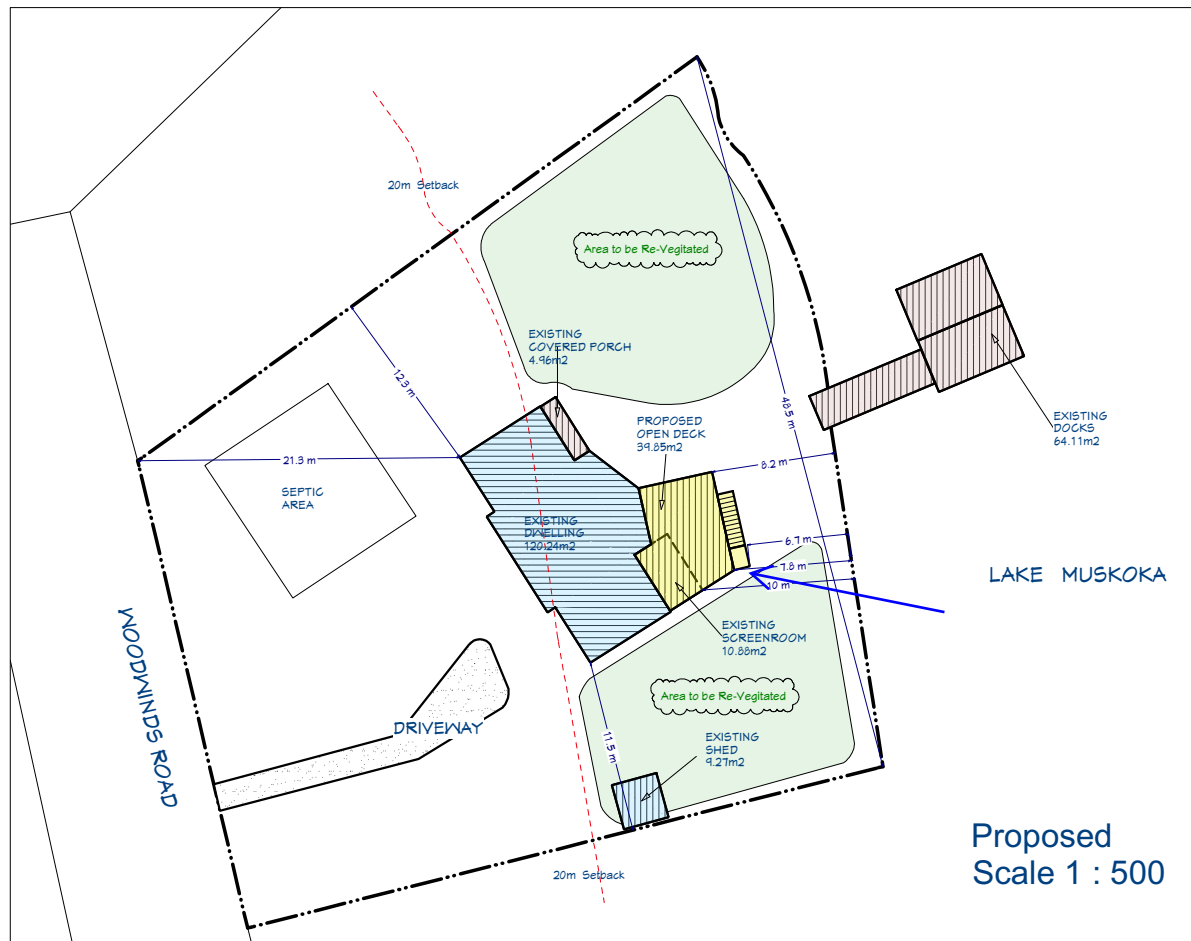 20m Setback
Area to be Re-Vegitated
EXISTING
COVERED PORCH
4.96m2
12.3 m
48.5 m
PROPOSED
OPEN DECK
39.85m2
EXISTING
DOCKS
64.11m2
21.3 m
8.2 m
SEPTIC
AREA
EXISTING
DWELLING
120.24m2
6.7 m
7.8 m
10 m
LAKE MUSKOKA
EXISTING
SCREENROOM
10.88m2
WOODWINDS ROAD
Area to be Re-Vegitated
DRIVEWAY
11.5 m
EXISTING
SHED
9.27m2
20m Setback
Proposed
Scale 1 : 500